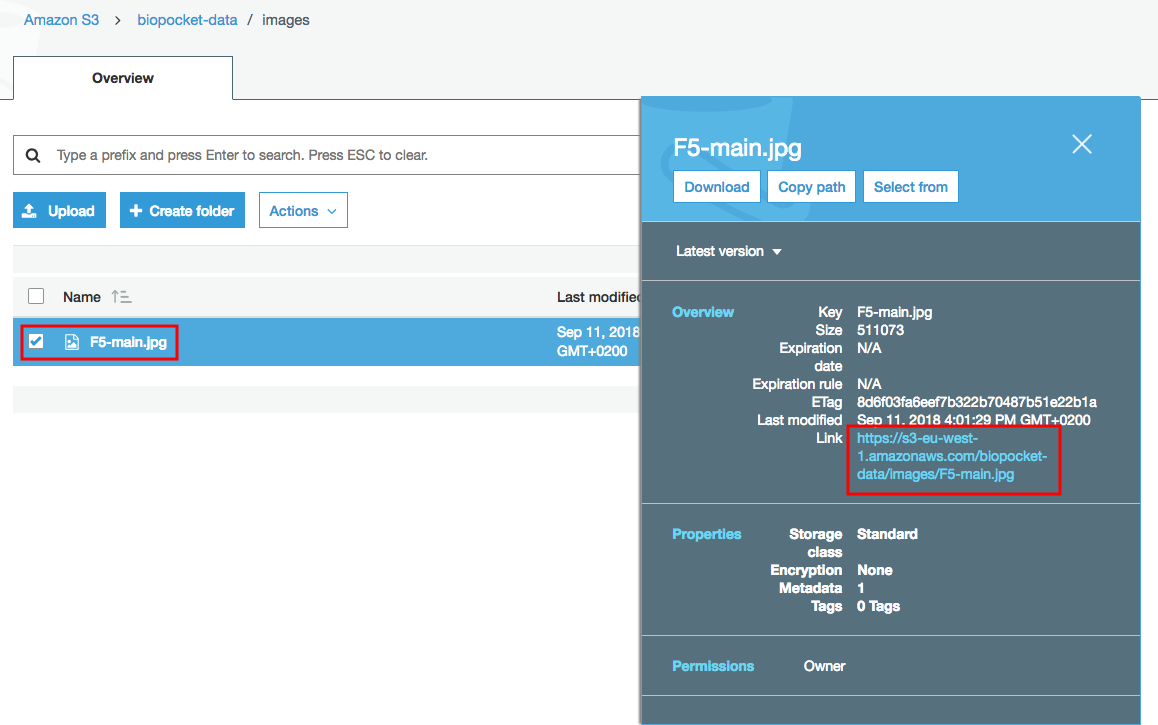 Amazon S3 > biopocket-data / images
Overview
Type a prefix and press Enter to search. Press ESC to clear.
Upload
Create folder
Actions
Name
Last modified
F5-main.jpg
Sep 11, 2018
GMT+0200
F5-main.jpg
Download
Copy path
Select from
Latest version
Overview
Key F5-main.jpg
Size 511073
Expiration N/A
date
Expiration rule N/A
ETag 8d6f03fa6eef7b322b70487b51e22b1a
Last modified Sep 11, 2018 4:01:29 PM GMT+0200
Link https://s3-eu-west-
1.amazonaws.com/biopocket-
data/images/F5-main.jpg
Properties
Storage Standard
class
Encryption None
Metadata 1
Tags 0 Tags
Permissions
Owner